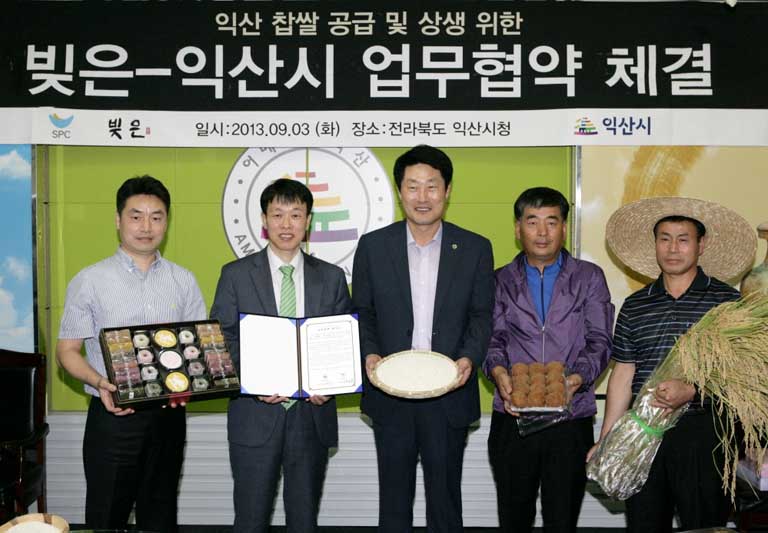 익산 찹쌀 공급 및 상생 위한
빚은-익산시 업무협약 체결
SPC 빚은 일시:2013.09.03 (화) 장소:전라북도 익산시청 익산시